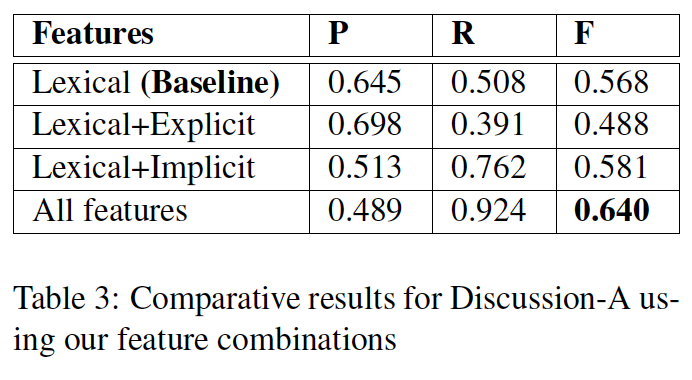 Features P R F
Lexical (Baseline) 0.645 0.508 0.568
Lexical+Explicit 0.698 0.391 0.488
Lexical+Implicit 0.513 0.762 0.581
All features 0.489 0.924 0.640
Table 3: Comparative results for Discussion-A us-
ing our feature combinations